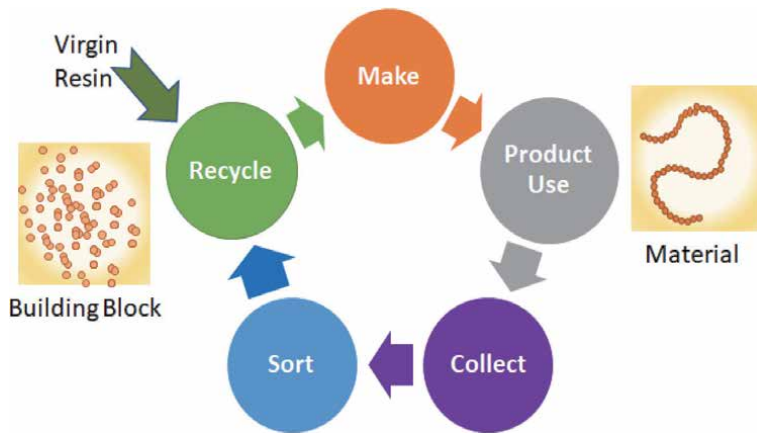 Virgin
Resin
Make
Recycle
Product
Use
Building Block
Material
Sort
Collect